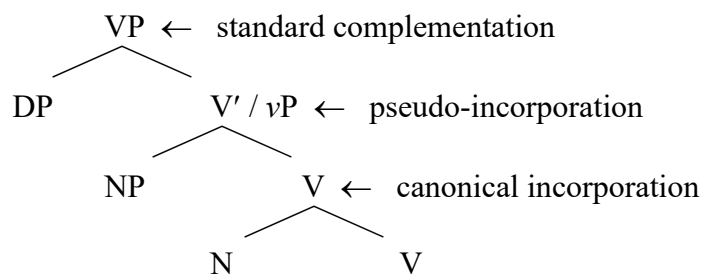 VP ← standard complementation
DP V′ / vP ← pseudo-incorporation
NP V ← canonical incorporation
N V